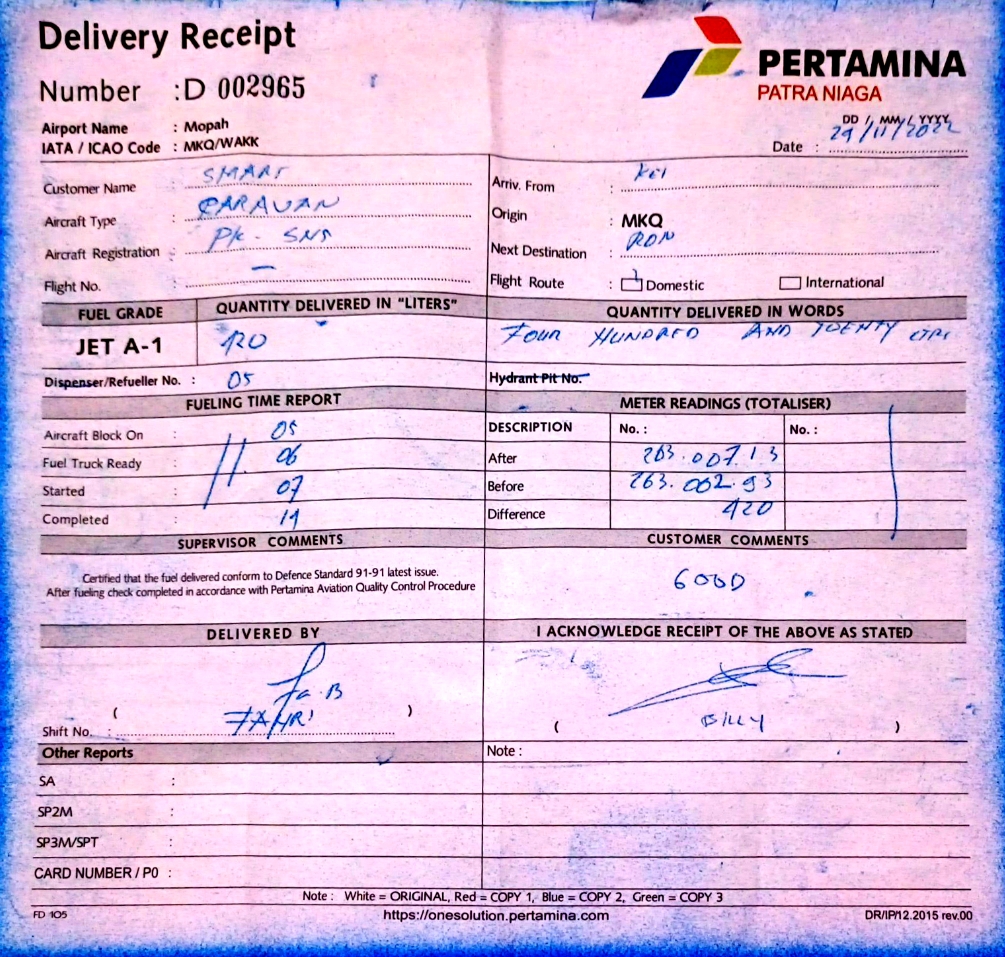 Delivery Receipt
PERTAMINA
PATRA NIAGA
Number : D 002965
Airport Name : Mopah
IATA / ICAO Code : MKQ/WAKK
DD / MM / YYYY
Date : 29/11/2022
Customer Name : SMART
Arriv. From : KEI
Aircraft Type : CARAVAN
Origin : MKQ
Aircraft Registration : PK - SNS
Next Destination : RON
Flight No. : –
Flight Route : Domestic International
FUEL GRADE QUANTITY DELIVERED IN "LITERS" QUANTITY DELIVERED IN WORDS
JET A-1 420 FOUR HUNDRED AND TWENTY LTRS
Dispenser/Refueller No. : 05 Hydrant Pit No.
FUELING TIME REPORT METER READINGS (TOTALISER)
Aircraft Block On : 05 DESCRIPTION No. : No. :
Fuel Truck Ready : 11 06 After 263.007.13
Started : 07 Before 263.002.93
Completed : 14 Difference 420
SUPERVISOR COMMENTS CUSTOMER COMMENTS
Certified that the fuel delivered conform to Defence Standard 91-91 latest issue.
After fueling check completed in accordance with Pertamina Aviation Quality Control Procedure
GOOD
DELIVERED BY I ACKNOWLEDGE RECEIPT OF THE ABOVE AS STATED
( FAHRI ) ( BILLY )
Shift No. :
Other Reports Note :
SA :
SP2M :
SP3M/SPT :
CARD NUMBER / PO :
Note : White = ORIGINAL, Red = COPY 1, Blue = COPY 2, Green = COPY 3
FD 105 https://onesolution.pertamina.com DR/IP/12.2015 rev.00